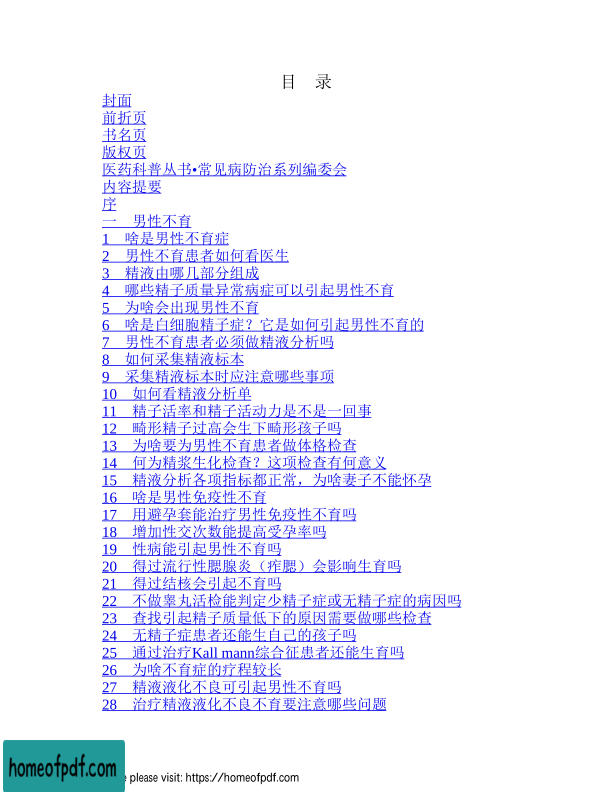 目 录
封面
前折页
书名页
版权页
医药科普丛书•常见病防治系列编委会
内容提要
序
一 男性不育
1 啥是男性不育症
2 男性不育患者如何看医生
3 精液由哪几部分组成
4 哪些精子质量异常病症可以引起男性不育
5 为啥会出现男性不育
6 啥是白细胞精子症？它是如何引起男性不育的
7 男性不育患者必须做精液分析吗
8 如何采集精液标本
9 采集精液标本时应注意哪些事项
10 如何看精液分析单
11 精子活率和精子活动力是不是一回事
12 畸形精子过高会生下畸形孩子吗
13 为啥要为男性不育患者做体格检查
14 何为精浆生化检查？这项检查有何意义
15 精液分析各项指标都正常，为啥妻子不能怀孕
16 啥是男性免疫性不育
17 用避孕套能治疗男性免疫性不育吗
18 增加性交次数能提高受孕率吗
19 性病能引起男性不育吗
20 得过流行性腮腺炎（痄腮）会影响生育吗
21 得过结核会引起不育吗
22 不做睾丸活检能判定少精子症或无精子症的病因吗
23 查找引起精子质量低下的原因需要做哪些检查
24 无精子症患者还能生自己的孩子吗
25 通过治疗Kall mann综合征患者还能生育吗
26 为啥不育症的疗程较长
27 精液液化不良可引起男性不育吗
28 治疗精液液化不良不育要注意哪些问题
homeofpdf.com
please visit: https://homeofpdf.com